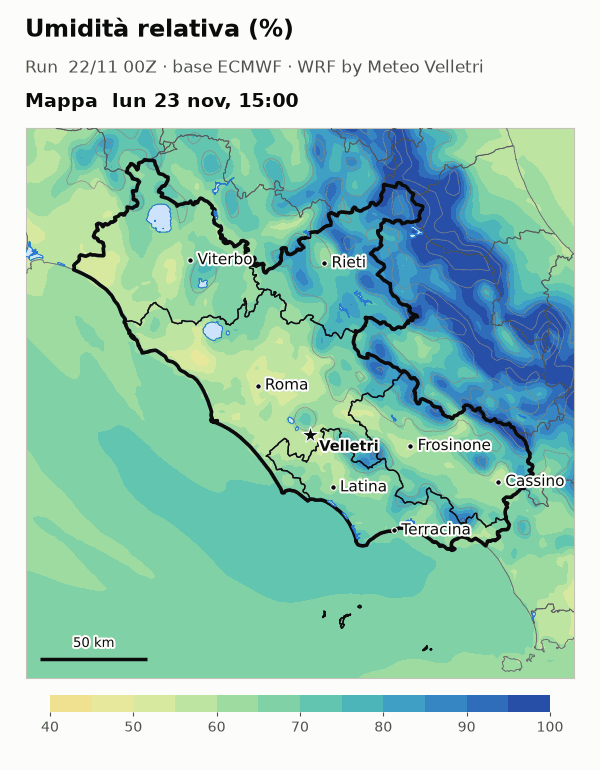 Umidità relativa (%)
Run  22/11 00Z · base ECMWF · WRF by Meteo Velletri
Mappa  lun 23 nov, 15:00
Viterbo
Rieti
Roma
Velletri
Frosinone
Cassino
Latina
Terracina
50 km
40 50 60 70 80 90 100